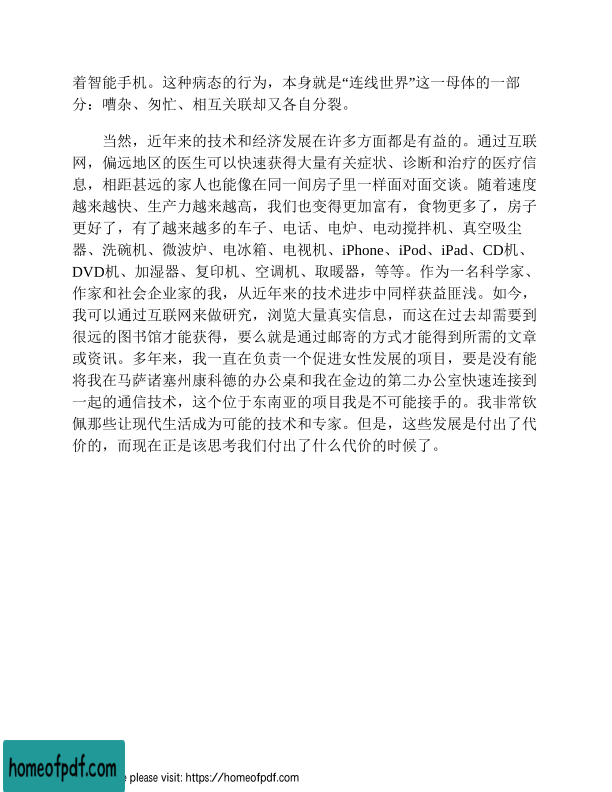 着智能手机。这种病态的行为，本身就是“连线世界”这一母体的一部
分：嘈杂、匆忙、相互关联却又各自分裂。
当然，近年来的技术和经济发展在许多方面都是有益的。通过互联
网，偏远地区的医生可以快速获得大量有关症状、诊断和治疗的医疗信
息，相距甚远的家人也能像在同一间房子里一样面对面交谈。随着速度
越来越快、生产力越来越高，我们也变得更加富有，食物更多了，房子
更好了，有了越来越多的车子、电话、电炉、电动搅拌机、真空吸尘
器、洗碗机、微波炉、电冰箱、电视机、iPhone、iPod、iPad、CD机、
DVD机、加湿器、复印机、空调机、取暖器，等等。作为一名科学家、
作家和社会企业家的我，从近年来的技术进步中同样获益匪浅。如今，
我可以通过互联网来做研究，浏览大量真实信息，而这在过去却需要到
很远的图书馆才能获得，要么就是通过邮寄的方式才能得到所需的文章
或资讯。多年来，我一直在负责一个促进女性发展的项目，要是没有能
将我在马萨诸塞州康科德的办公桌和我在金边的第二办公室快速连接到
一起的通信技术，这个位于东南亚的项目我是不可能接手的。我非常钦
佩那些让现代生活成为可能的技术和专家。但是，这些发展是付出了代
价的，而现在正是该思考我们付出了什么代价的时候了。
homeofpdf.com
e please visit: https://homeofpdf.com